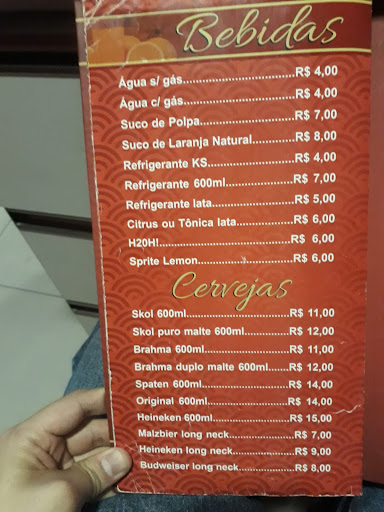 Bebidas
Água s/ gás................................R$ 4,00
Água c/ gás................................R$ 4,00
Suco de Polpa............................R$ 7,00
Suco de Laranja Natural................R$ 8,00
Refrigerante KS.........................R$ 4,00
Refrigerante 600ml...................R$ 7,00
Refrigerante lata........................R$ 5,00
Citrus ou Tônica lata................R$ 6,00
H20H!......................................R$ 6,00
Sprite Lemon...........................R$ 6,00
Cervejas
Skol 600ml..............................R$ 11,00
Skol puro malte 600ml.............R$ 12,00
Brahma 600ml.........................R$ 11,00
Brahma duplo malte 600ml......R$ 12,00
Spaten 600ml..........................R$ 14,00
Original 600ml........................R$ 14,00
Heineken 600ml......................R$ 15,00
Malzbier long neck...............R$ 7,00
Heineken long neck................R$ 9,00
Budweiser long neck..............R$ 8,00